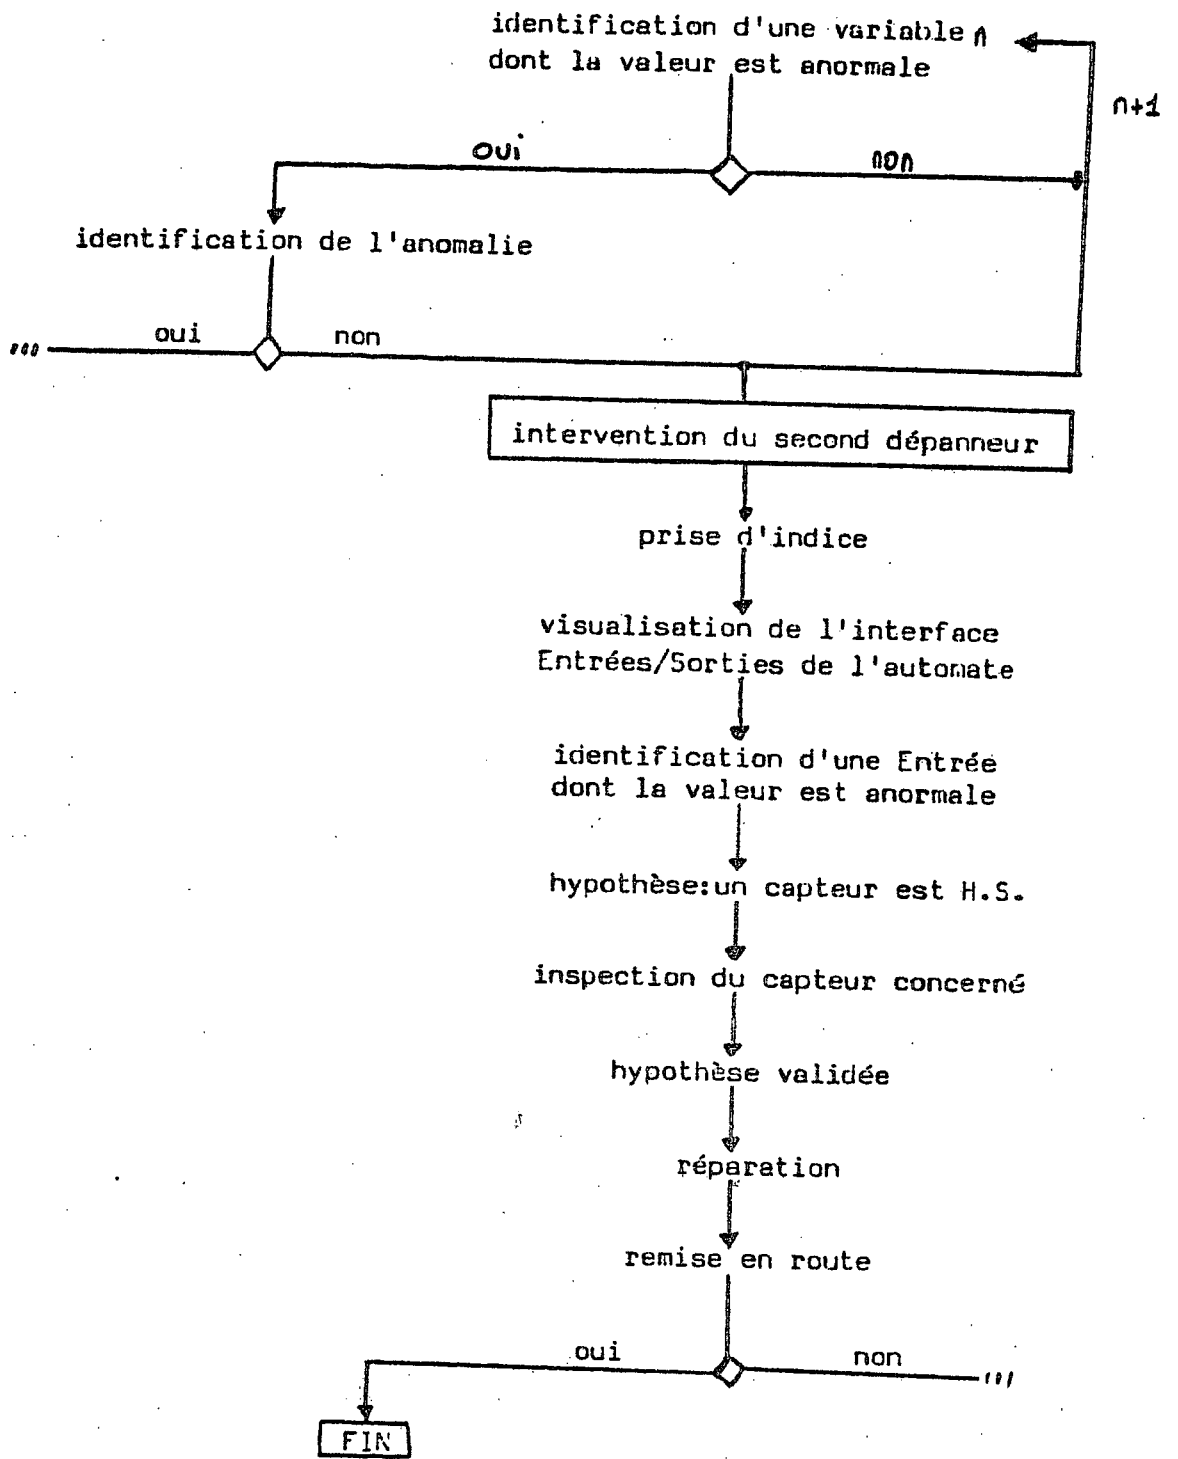 identification d'une variable n
dont la valeur est anormale
n+1
oui
non
identification de l'anomalie
oui
non
intervention du second dépanneur
prise d'indice
visualisation de l'interface
Entrées/Sorties de l'automate
identification d'une Entrée
dont la valeur est anormale
hypothèse:un capteur est H.S.
inspection du capteur concerné
hypothèse validée
réparation
remise en route
oui
non
FIN